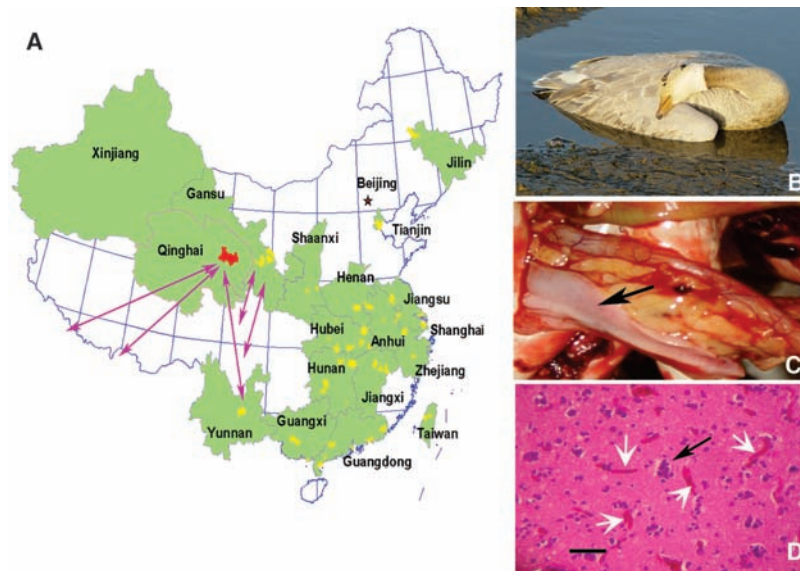 A
Xinjiang
Jilin
Beijing
Gansu
Tianjin
Shaanxi
Qinghai
Henan
Jiangsu
Hubei
Shanghai
Anhui
Hunan
Zhejiang
Jiangxi
Yunnan
Guangxi
Taiwan
Guangdong
B
C
D